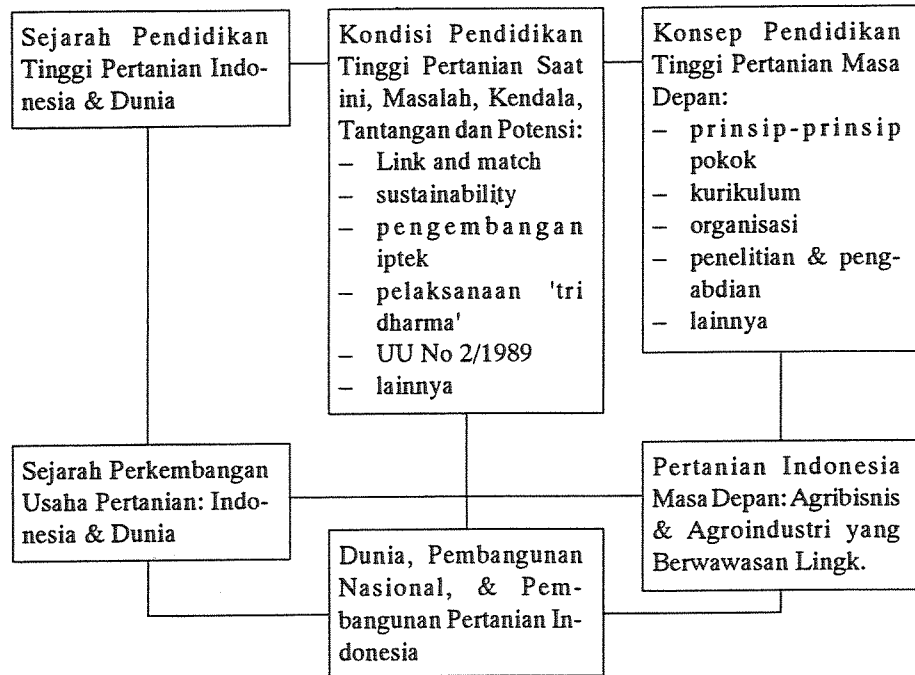 Sejarah Pendidikan
Tinggi Pertanian Indo-
nesia & Dunia
Kondisi Pendidikan
Tinggi Pertanian Saat
ini, Masalah, Kendala,
Tantangan dan Potensi:
– Link and match
– sustainability
– pengembangan
iptek
– pelaksanaan 'tri
dharma'
– UU No 2/1989
– lainnya
Konsep Pendidikan
Tinggi Pertanian Masa
Depan:
– prinsip-prinsip
pokok
– kurikulum
– organisasi
– penelitian & peng-
abdian
– lainnya
Sejarah Perkembangan
Usaha Pertanian: Indo-
nesia & Dunia
Dunia, Pembangunan
Nasional, & Pem-
bangunan Pertanian In-
donesia
Pertanian Indonesia
Masa Depan: Agribisnis
& Agroindustri yang
Berwawasan Lingk.